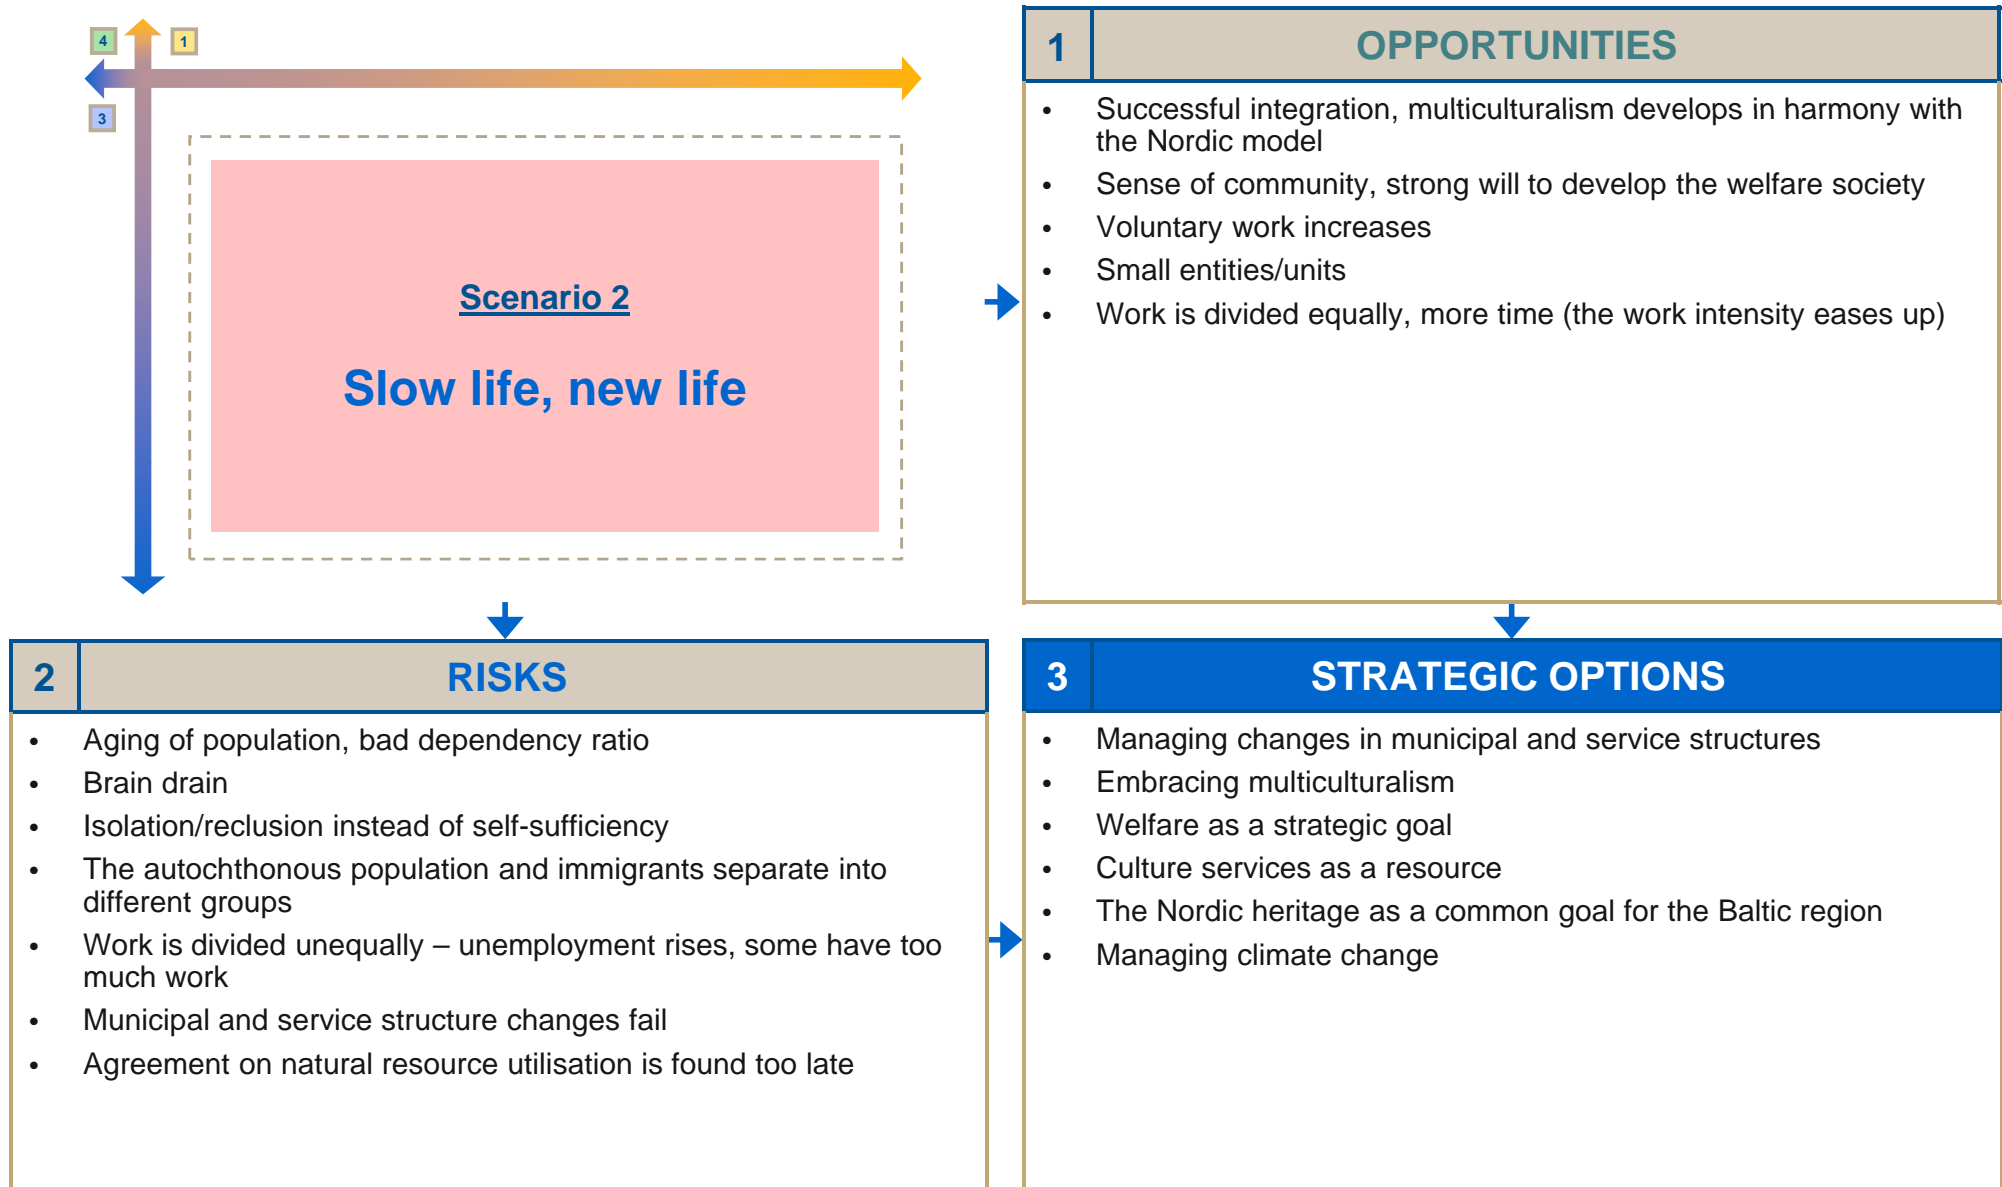 4
1
3
Scenario 2
Slow life, new life
1
OPPORTUNITIES
• Successful integration, multiculturalism develops in harmony with
the Nordic model
• Sense of community, strong will to develop the welfare society
• Voluntary work increases
• Small entities/units
• Work is divided equally, more time (the work intensity eases up)
2
RISKS
• Aging of population, bad dependency ratio
• Brain drain
• Isolation/reclusion instead of self-sufficiency
• The autochthonous population and immigrants separate into
different groups
• Work is divided unequally – unemployment rises, some have too
much work
• Municipal and service structure changes fail
• Agreement on natural resource utilisation is found too late
3
STRATEGIC OPTIONS
• Managing changes in municipal and service structures
• Embracing multiculturalism
• Welfare as a strategic goal
• Culture services as a resource
• The Nordic heritage as a common goal for the Baltic region
• Managing climate change